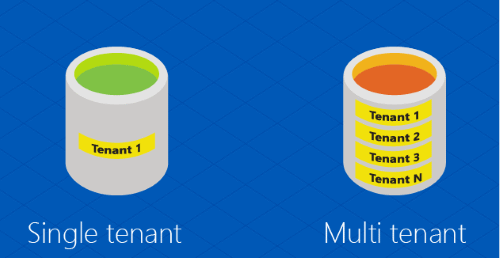 Tenant 1
Single tenant
Tenant 1
Tenant 2
Tenant 3
Tenant N
Multi tenant